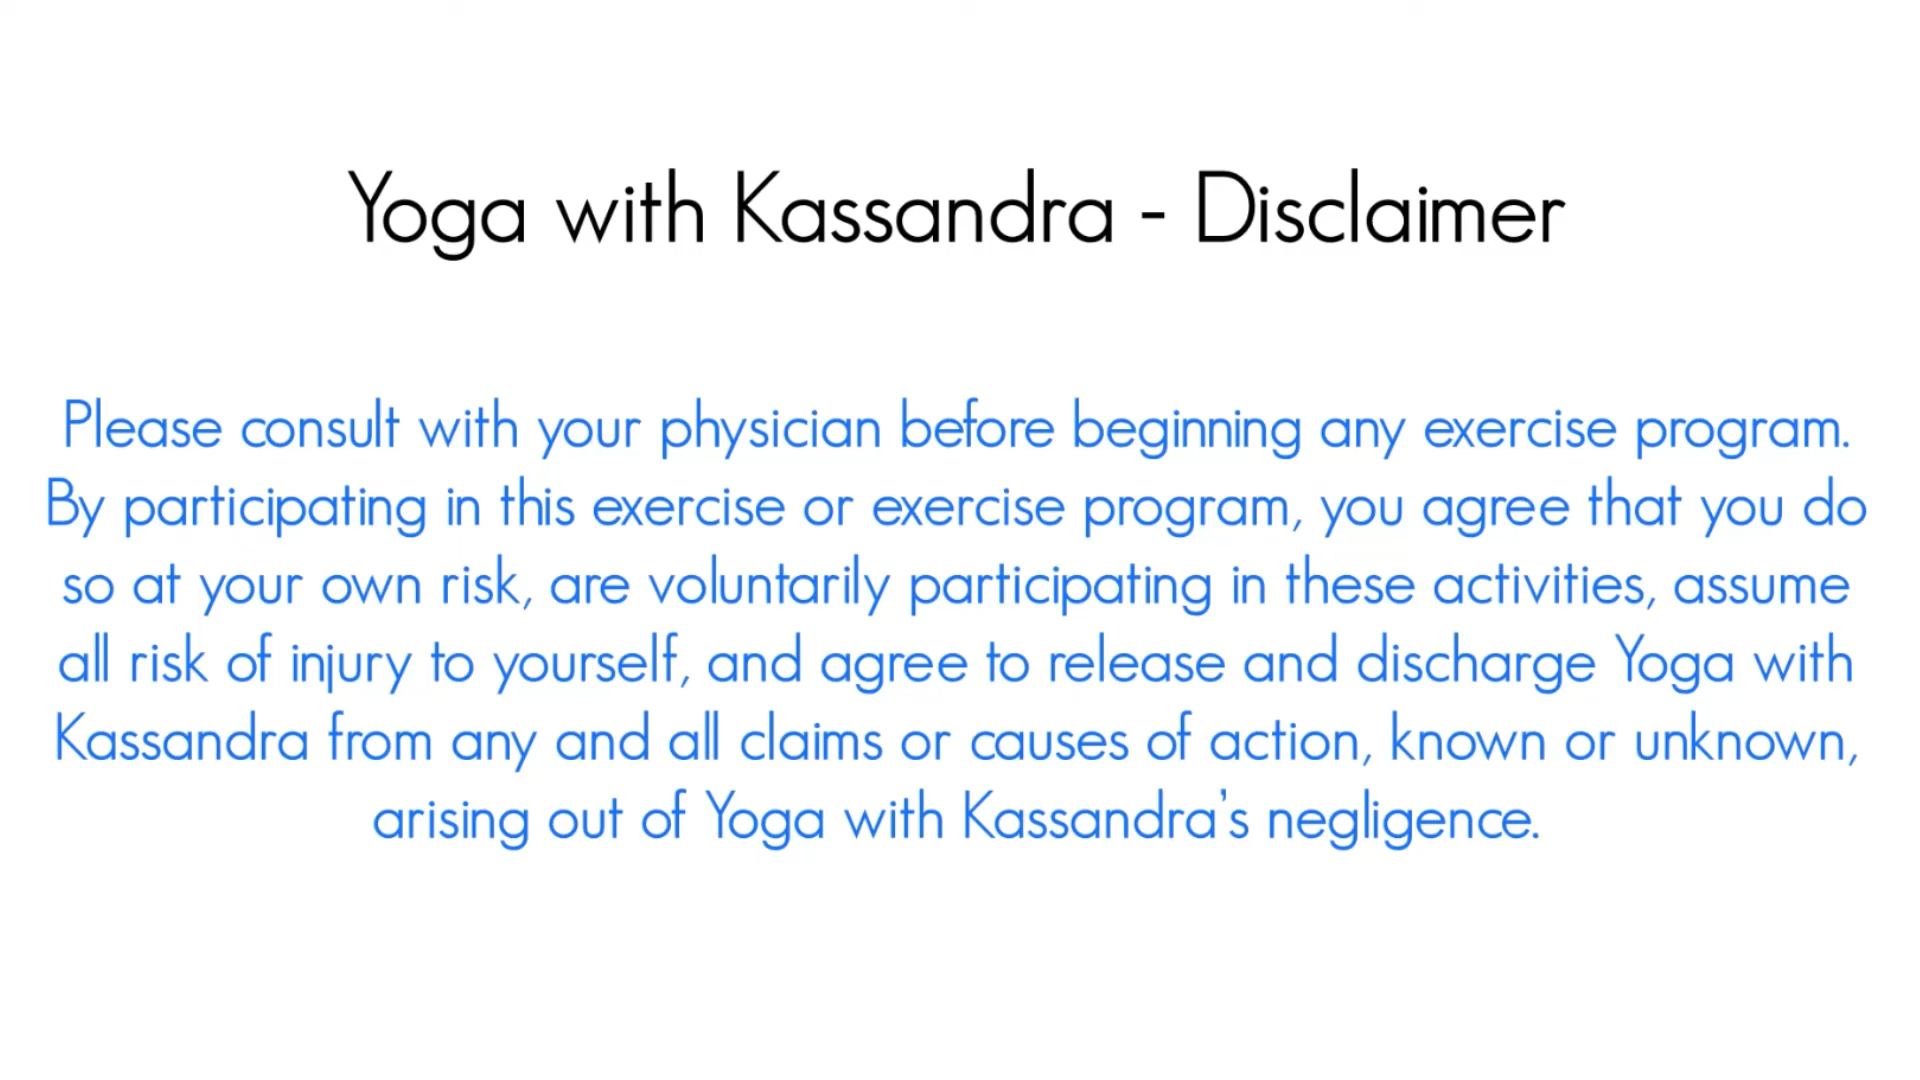 Yoga with Kassandra - Disclaimer
Please consult with your physician before beginning any exercise program.
By participating in this exercise or exercise program, you agree that you do
so at your own risk, are voluntarily participating in these activities, assume
all risk of injury to yourself, and agree to release and discharge Yoga with
Kassandra from any and all claims or causes of action, known or unknown,
arising out of Yoga with Kassandra's negligence.